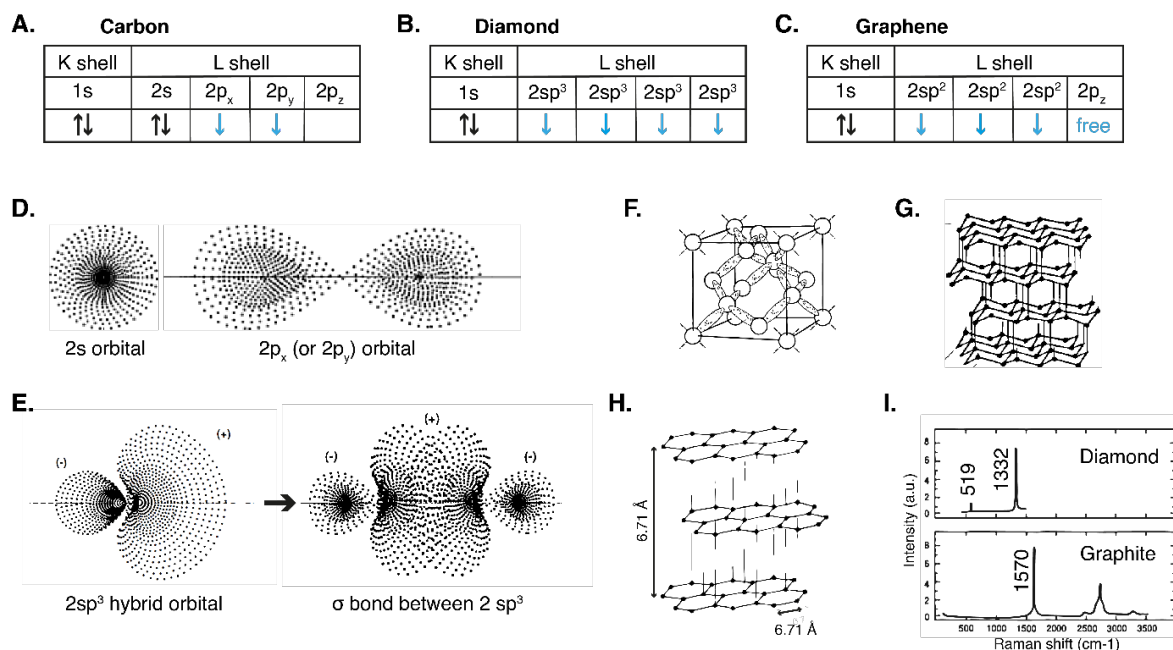 A. Carbon
K shell L shell
1s 2s 2px 2py 2pz
↑↓ ↑↓ ↓ ↓
B. Diamond
K shell L shell
1s 2sp³ 2sp³ 2sp³ 2sp³
↑↓ ↓ ↓ ↓ ↓
C. Graphene
K shell L shell
1s 2sp² 2sp² 2sp² 2pz
↑↓ ↓ ↓ ↓ free
D.
2s orbital
2px (or 2py) orbital
E.
(-)
(+)
(-)
(+)
(-)
2sp³ hybrid orbital
σ bond between 2 sp³
F.
G.
H.
6.71 Å
6.71 Å
I.
Intensity (a.u.)
8
6
4
2
0
519
1332
Diamond
8
6
4
2
0
1570
Graphite
500 1000 1500 2000 2500 3000 3500
Raman shift (cm-1)